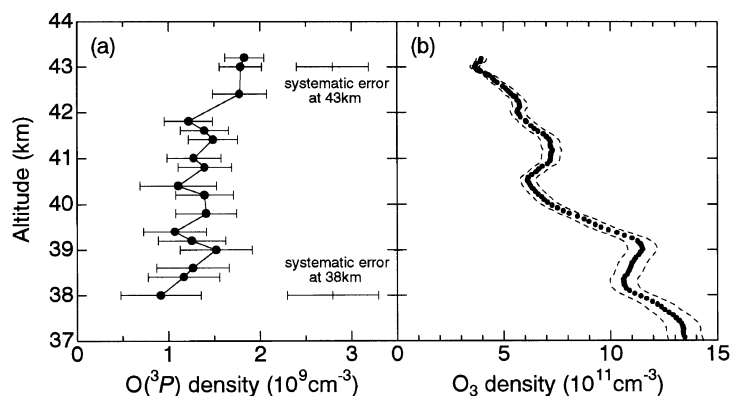 (a)
(b)
44
43
42
41
40
39
38
37
Altitude (km)
systematic error
at 43km
systematic error
at 38km
0
1
2
3
0
5
10
15
O(³P) density (10⁹cm⁻³)
O₃ density (10¹¹cm⁻³)